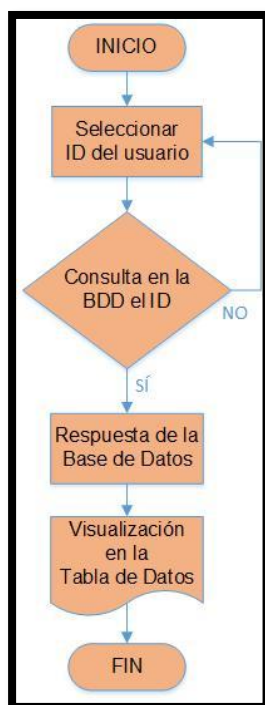 INICIO
Seleccionar
ID del usuario
Consulta en la
BDD el ID
NO
SÍ
Respuesta de la
Base de Datos
Visualización
en la
Tabla de Datos
FIN